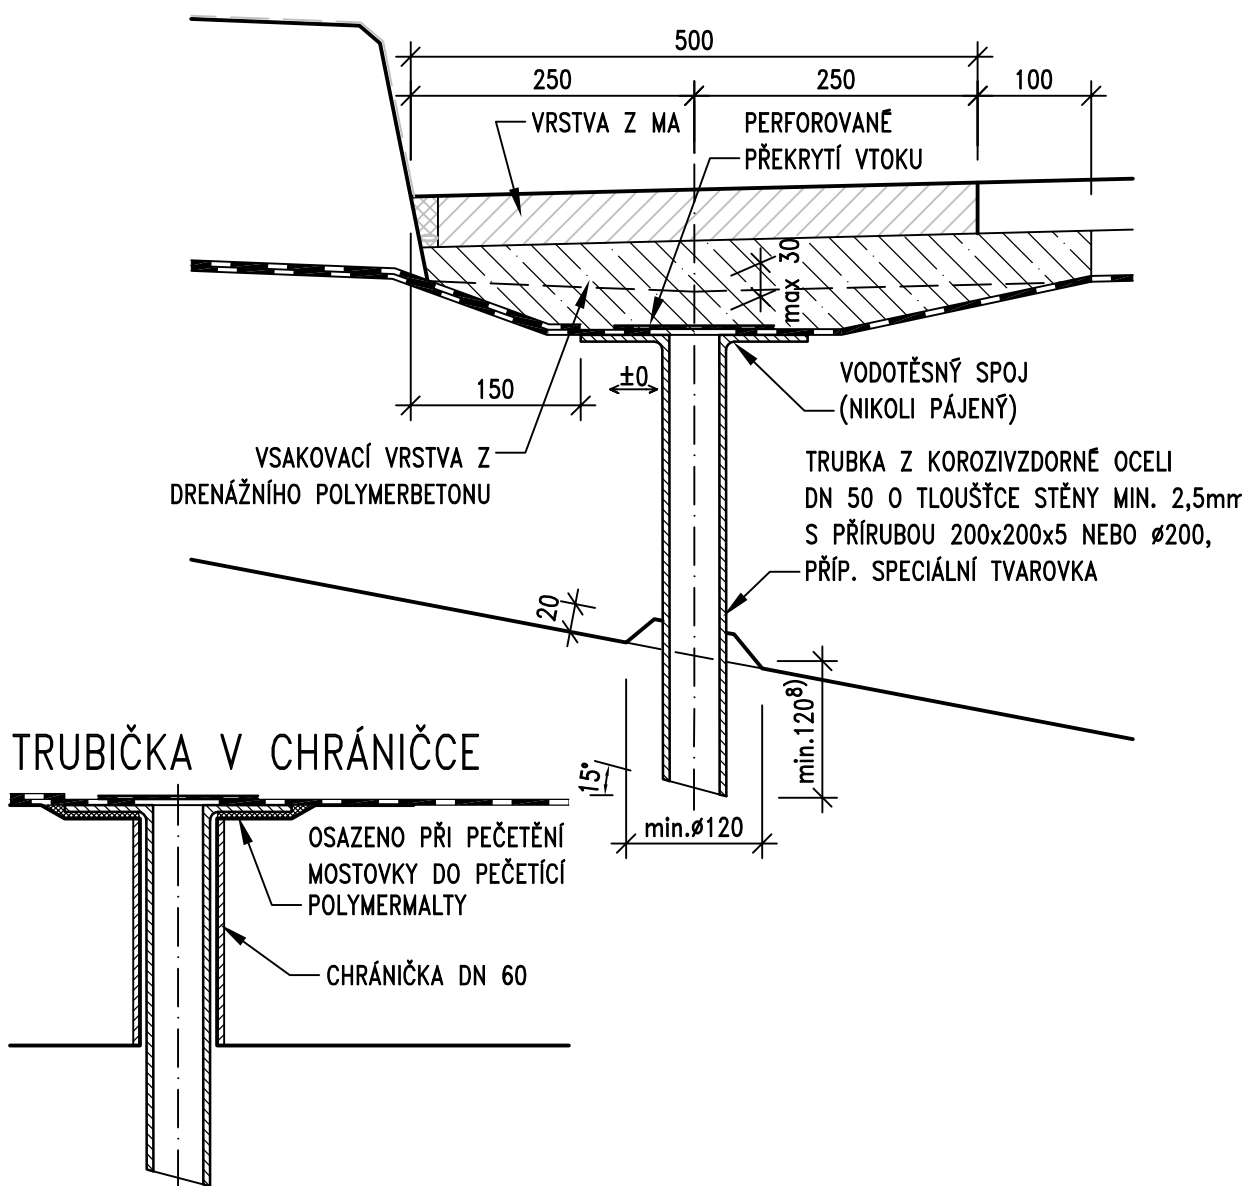 500
250
250
100
VRSTVA Z MA
PERFOROVANÉ
PŘEKRYTÍ VTOKU
max 30
±0
150
VODOTĚSNÝ SPOJ
(NIKOLI PÁJENÝ)
VSAKOVACÍ VRSTVA Z
DRENÁŽNÍHO POLYMERBETONU
TRUBKA Z KOROZIVZDORNÉ OCELI
DN 50 O TLOUŠŤCE STĚNY MIN. 2,5mm
S PŘÍRUBOU 200x200x5 NEBO ø200,
PŘÍP. SPECIÁLNÍ TVAROVKA
20
min.120⁸⁾
15°
min.ø120
TRUBIČKA V CHRÁNIČCE
OSAZENO PŘI PEČETĚNÍ
MOSTOVKY DO PEČETÍCÍ
POLYMERMALTY
CHRÁNIČKA DN 60